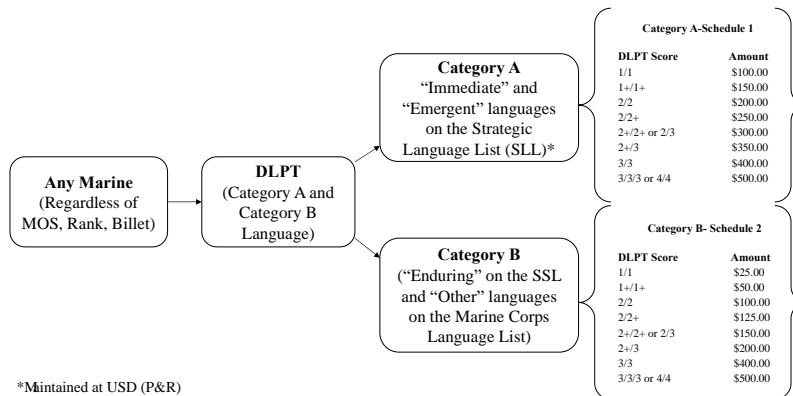 Any Marine
(Regardless of
MOS, Rank, Billet)
DLPT
(Category A and
Category B
Language)
Category A
“Immediate” and
“Emergent” languages
on the Strategic
Language List (SLL)*
Category B
(“Enduring” on the SSL
and “Other” languages
on the Marine Corps
Language List)
Category A-Schedule 1
DLPT Score Amount
1/1 $100.00
1+/1+ $150.00
2/2 $200.00
2/2+ $250.00
2+/2+ or 2/3 $300.00
2+/3 $350.00
3/3 $400.00
3/3/3 or 4/4 $500.00
Category B- Schedule 2
DLPT Score Amount
1/1 $25.00
1+/1+ $50.00
2/2 $100.00
2/2+ $125.00
2+/2+ or 2/3 $150.00
2+/3 $200.00
3/3 $400.00
3/3/3 or 4/4 $500.00
*Maintained at USD (P&R)